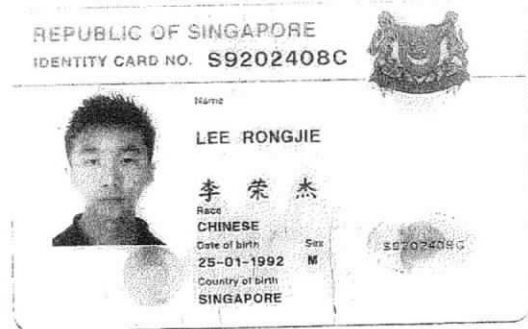 REPUBLIC OF SINGAPORE
IDENTITY CARD NO. S9202408C
Name
LEE RONGJIE
李荣杰
Race
CHINESE
Date of birth Sex
25-01-1992 M
Country of birth
SINGAPORE
S9202408C